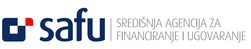 safu
SREDIŠNJA AGENCIJA ZA
FINANCIRANJE I UGOVARANJE